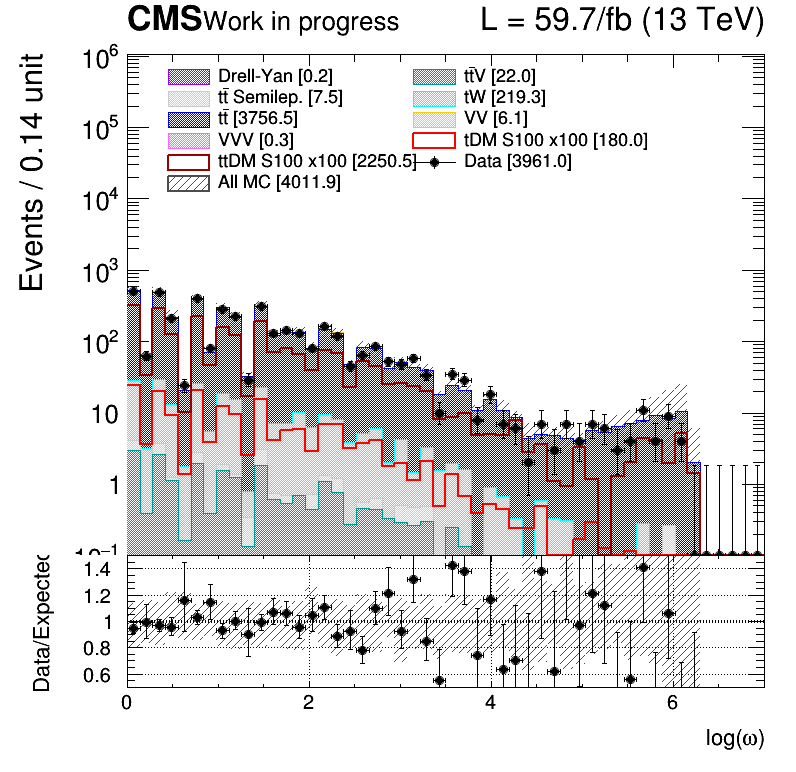 CMS Work in progress L = 59.7/fb (13 TeV)
Events / 0.14 unit
10⁶
10⁵
10⁴
10³
10²
10
1
10⁻¹
Drell-Yan [0.2] tt̄V [22.0]
tt̄ Semilep. [7.5] tW [219.3]
tt̄ [3756.5] VV [6.1]
VVV [0.3] tDM S100 x100 [180.0]
ttDM S100 x100 [2250.5] Data [3961.0]
All MC [4011.9]
Data/Expected
1.4
1.2
1
0.8
0.6
0 2 4 6
log(ω)